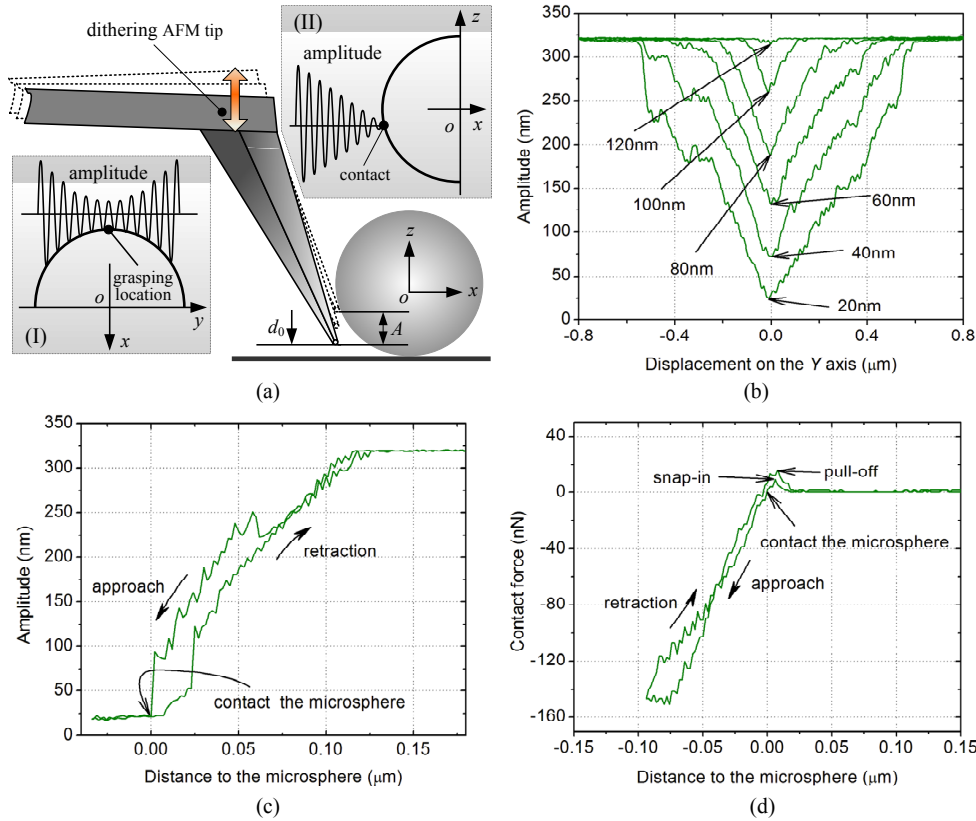 dithering AFM tip
(II)
z
amplitude
o
x
contact
amplitude
grasping
location
o
y
(I)
x
z
o
x
d0
A
(a)
350
300
250
200
150
100
50
0
Amplitude (nm)
120nm
100nm
80nm
60nm
40nm
20nm
-0.8
-0.4
0.0
0.4
0.8
Displacement on the Y axis (μm)
(b)
350
300
250
200
150
100
50
0
Amplitude (nm)
approach
retraction
contact the microsphere
0.00
0.05
0.10
0.15
Distance to the microsphere (μm)
(c)
40
0
-40
-80
-120
-160
Contact force (nN)
snap-in
pull-off
contact the microsphere
retraction
approach
-0.15
-0.10
-0.05
0.00
0.05
0.10
0.15
Distance to the microsphere (μm)
(d)